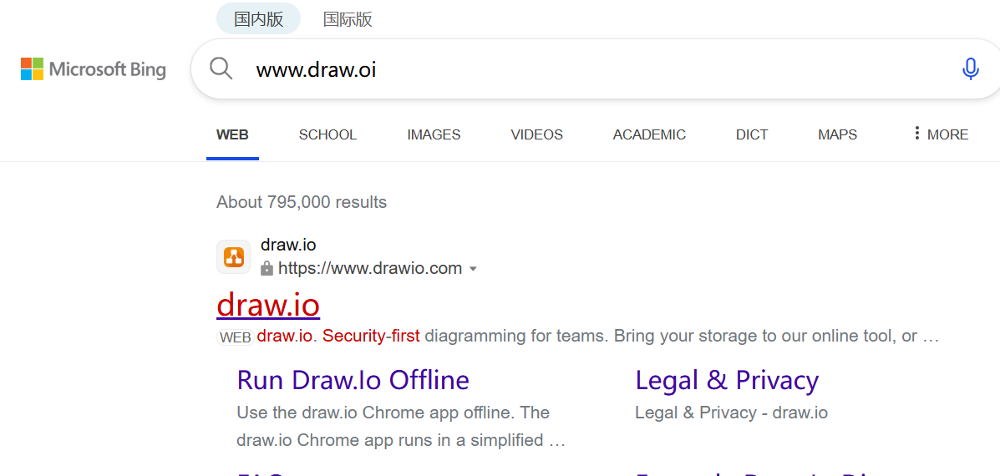 国内版 国际版
Microsoft Bing
www.draw.oi
WEB SCHOOL IMAGES VIDEOS ACADEMIC DICT MAPS MORE
About 795,000 results
draw.io
https://www.drawio.com
draw.io
WEB draw.io. Security-first diagramming for teams. Bring your storage to our online tool, or …
Run Draw.Io Offline
Use the draw.io Chrome app offline. The
draw.io Chrome app runs in a simplified …
Legal & Privacy
Legal & Privacy - draw.io